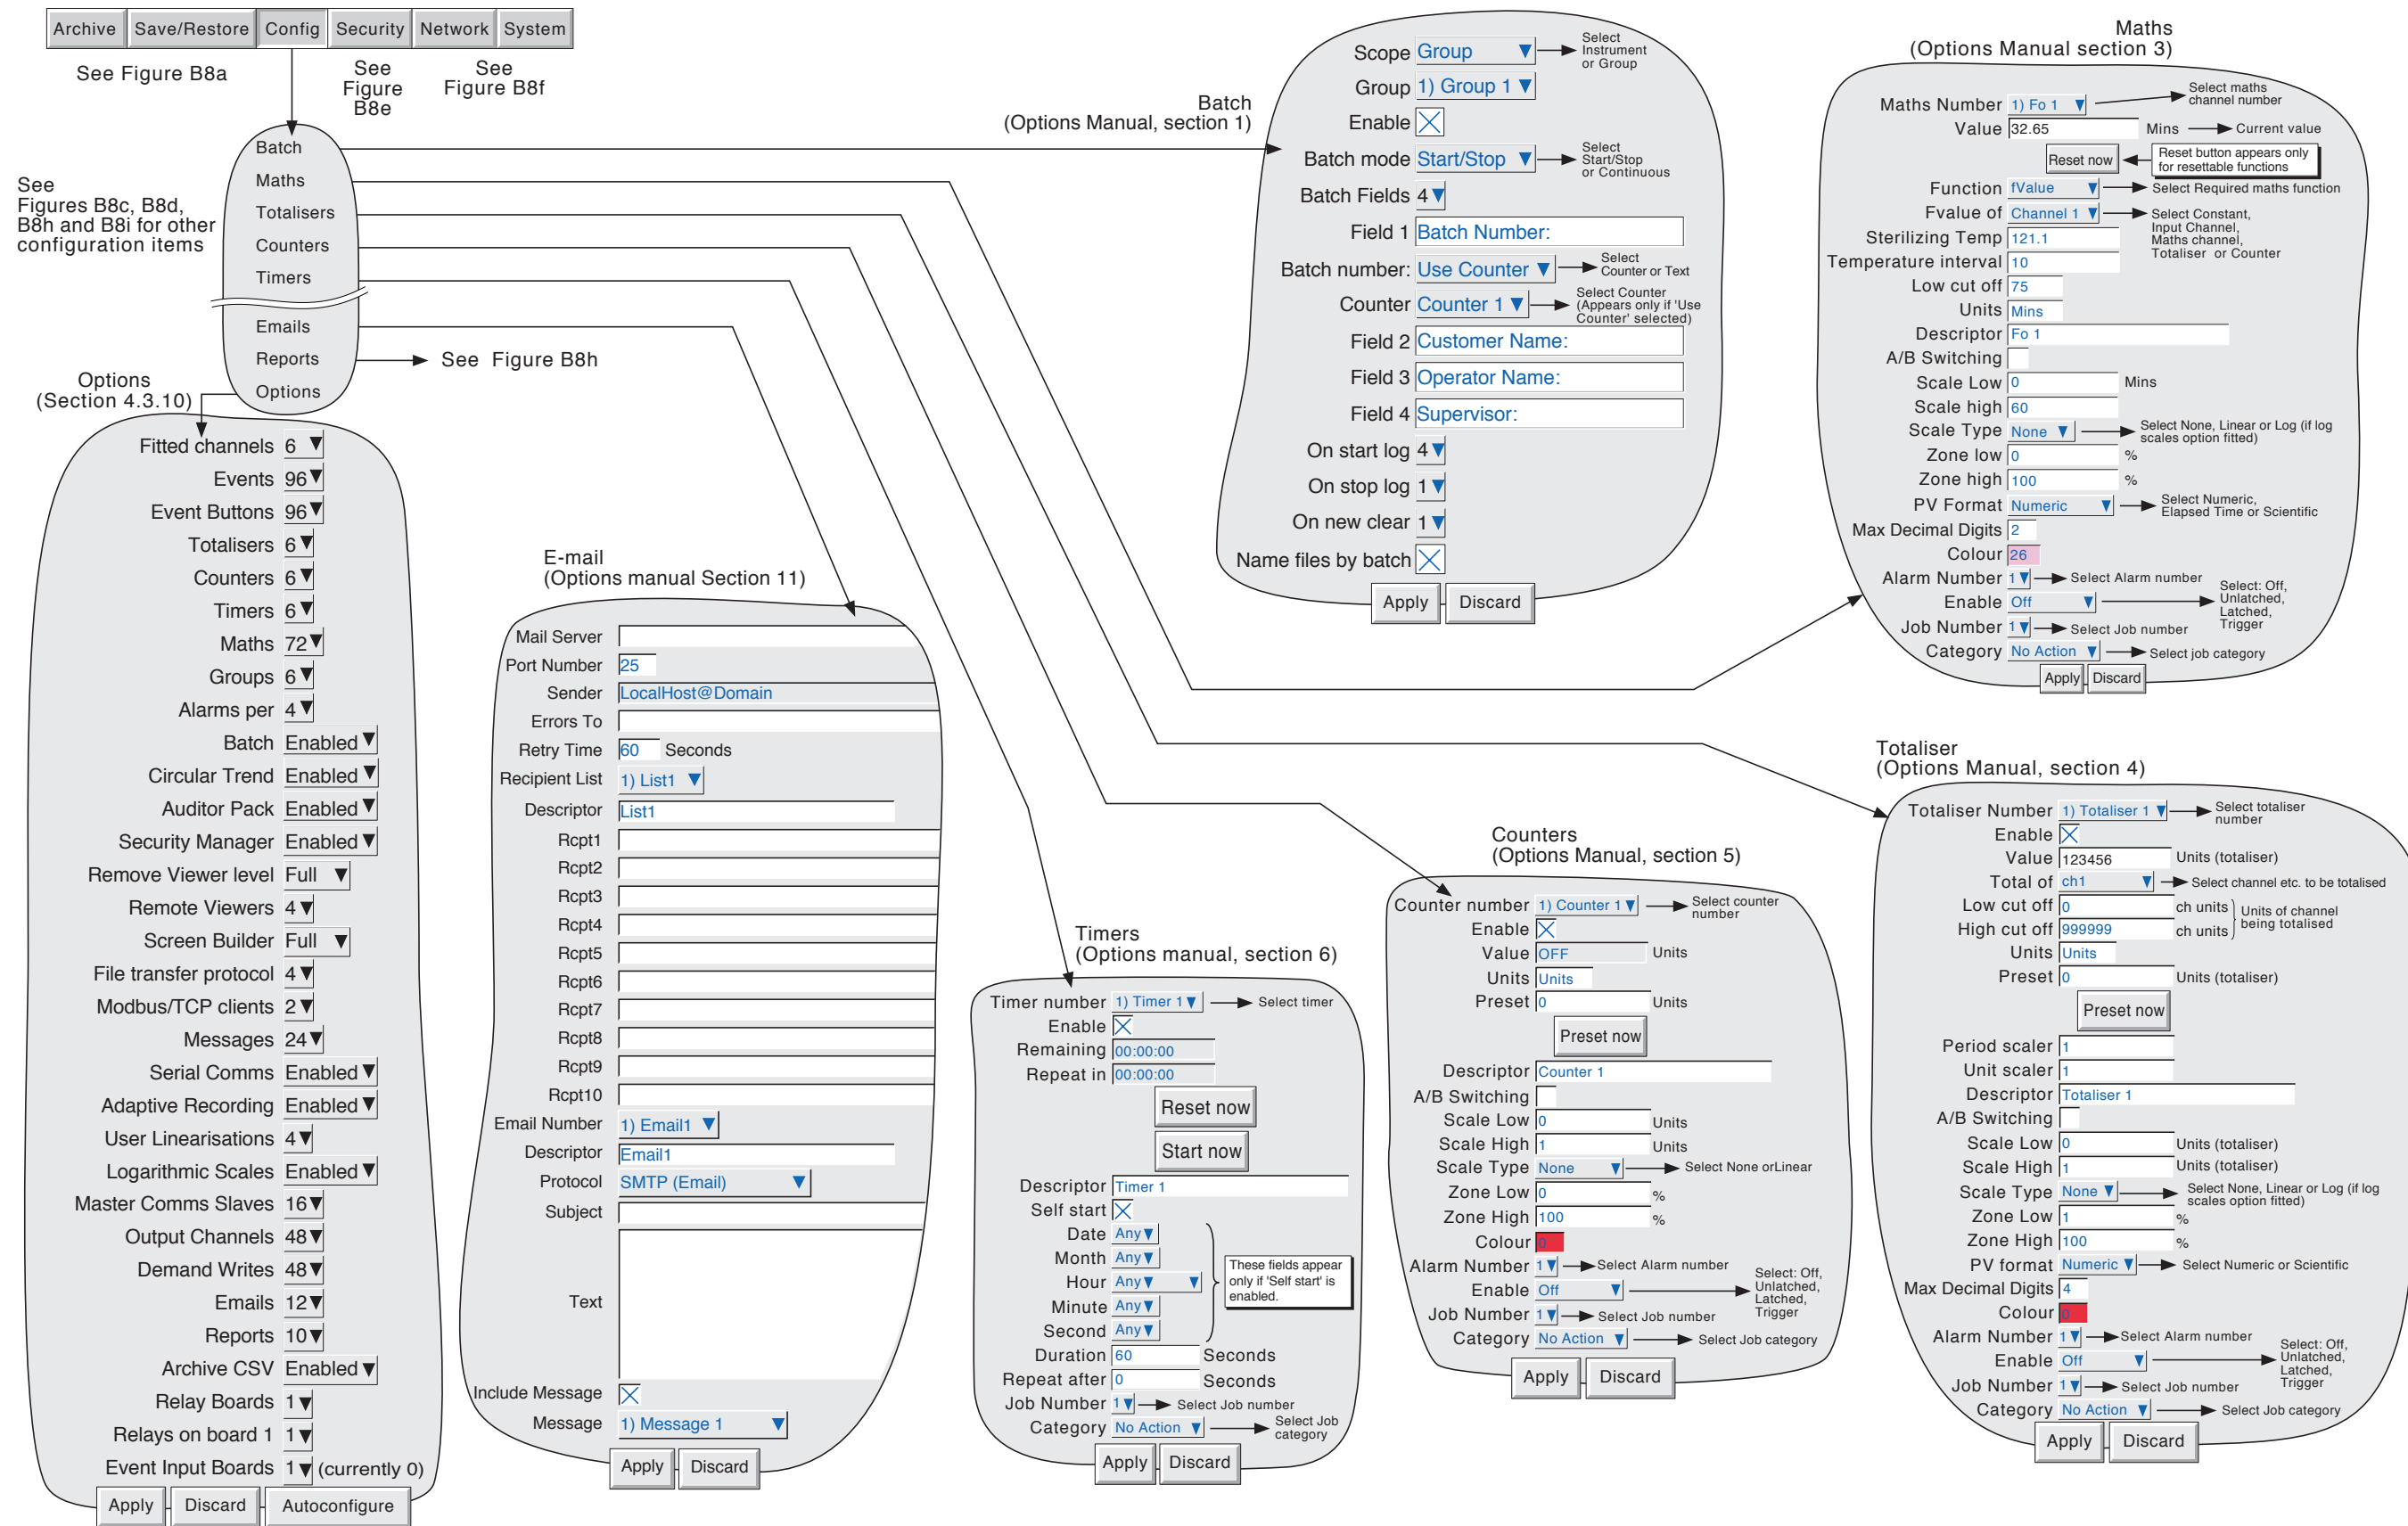 Archive Save/Restore Config Security Network System
See Figure B8a
See
Figure
B8e
See
Figure B8f
See
Figures B8c, B8d,
B8h and B8i for other
configuration items
Batch
Maths
Totalisers
Counters
Timers
Emails
Reports
Options
See Figure B8h
Options
(Section 4.3.10)
Fitted channels 6
Events 96
Event Buttons 96
Totalisers 6
Counters 6
Timers 6
Maths 72
Groups 6
Alarms per 4
Batch Enabled
Circular Trend Enabled
Auditor Pack Enabled
Security Manager Enabled
Remove Viewer level Full
Remote Viewers 4
Screen Builder Full
File transfer protocol 4
Modbus/TCP clients 2
Messages 24
Serial Comms Enabled
Adaptive Recording Enabled
User Linearisations 4
Logarithmic Scales Enabled
Master Comms Slaves 16
Output Channels 48
Demand Writes 48
Emails 12
Reports 10
Archive CSV Enabled
Relay Boards 1
Relays on board 1 1
Event Input Boards 1 (currently 0)
Apply Discard Autoconfigure
E-mail
(Options manual Section 11)
Mail Server
Port Number 25
Sender LocalHost@Domain
Errors To
Retry Time 60 Seconds
Recipient List 1) List1
Descriptor List1
Rcpt1
Rcpt2
Rcpt3
Rcpt4
Rcpt5
Rcpt6
Rcpt7
Rcpt8
Rcpt9
Rcpt10
Email Number 1) Email1
Descriptor Email1
Protocol SMTP (Email)
Subject
Text
Include Message
Message 1) Message 1
Apply Discard
Batch
(Options Manual, section 1)
Scope Group Select
Instrument
or Group
Group 1) Group 1
Enable
Batch mode Start/Stop Select
Start/Stop
or Continuous
Batch Fields 4
Field 1 Batch Number:
Batch number: Use Counter Select
Counter or Text
Counter Counter 1 Select Counter
(Appears only if 'Use
Counter' selected)
Field 2 Customer Name:
Field 3 Operator Name:
Field 4 Supervisor:
On start log 4
On stop log 1
On new clear 1
Name files by batch
Apply Discard
Timers
(Options manual, section 6)
Timer number 1) Timer 1 Select timer
Enable
Remaining 00:00:00
Repeat in 00:00:00
Reset now
Start now
Descriptor Timer 1
Self start
Date Any
Month Any
Hour Any
Minute Any
Second Any
These fields appear
only if 'Self start' is
enabled.
Duration 60 Seconds
Repeat after 0 Seconds
Job Number 1 Select Job number
Category No Action Select Job
category
Apply Discard
Counters
(Options Manual, section 5)
Counter number 1) Counter 1 Select counter
number
Enable
Value OFF Units
Units Units
Preset 0 Units
Preset now
Descriptor Counter 1
A/B Switching
Scale Low 0 Units
Scale High 1 Units
Scale Type None Select None orLinear
Zone Low 0 %
Zone High 100 %
Colour 0
Alarm Number 1 Select Alarm number
Enable Off Select: Off,
Unlatched,
Latched,
Trigger
Job Number 1 Select Job number
Category No Action Select Job category
Apply Discard
Maths
(Options Manual section 3)
Maths Number 1) Fo 1 Select maths
channel number
Value 32.65 Mins Current value
Reset now Reset button appears only
for resettable functions
Function fValue Select Required maths function
Fvalue of Channel 1 Select Constant,
Input Channel,
Maths channel,
Totaliser or Counter
Sterilizing Temp 121.1
Temperature interval 10
Low cut off 75
Units Mins
Descriptor Fo 1
A/B Switching
Scale Low 0 Mins
Scale high 60
Scale Type None Select None, Linear or Log (if log
scales option fitted)
Zone low 0 %
Zone high 100 %
PV Format Numeric Select Numeric,
Elapsed Time or Scientific
Max Decimal Digits 2
Colour 26
Alarm Number 1 Select Alarm number
Enable Off Select: Off,
Unlatched,
Latched,
Trigger
Job Number 1 Select Job number
Category No Action Select job category
Apply Discard
Totaliser
(Options Manual, section 4)
Totaliser Number 1) Totaliser 1 Select totaliser
number
Enable
Value 123456 Units (totaliser)
Total of ch1 Select channel etc. to be totalised
Low cut off 0 ch units
High cut off 999999 ch units
Units of channel
being totalised
Units Units
Preset 0 Units (totaliser)
Preset now
Period scaler 1
Unit scaler 1
Descriptor Totaliser 1
A/B Switching
Scale Low 0 Units (totaliser)
Scale High 1 Units (totaliser)
Scale Type None Select None, Linear or Log (if log
scales option fitted)
Zone Low 1 %
Zone High 100 %
PV format Numeric Select Numeric or Scientific
Max Decimal Digits 4
Colour 0
Alarm Number 1 Select Alarm number
Enable Off Select: Off,
Unlatched,
Latched,
Trigger
Job Number 1 Select Job number
Category No Action Select Job category
Apply Discard